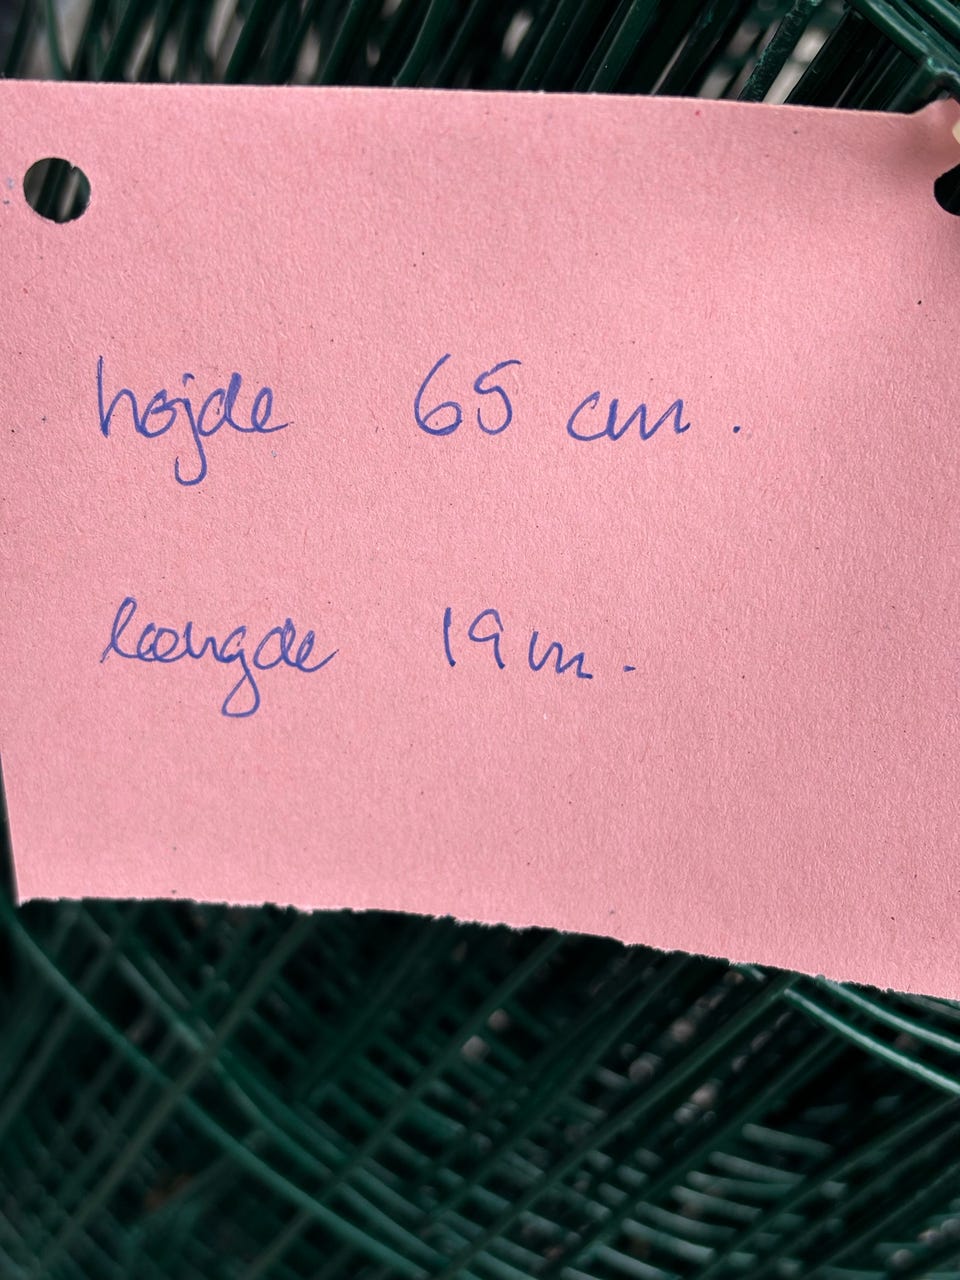 højde 65 cm.
længde 19 m.